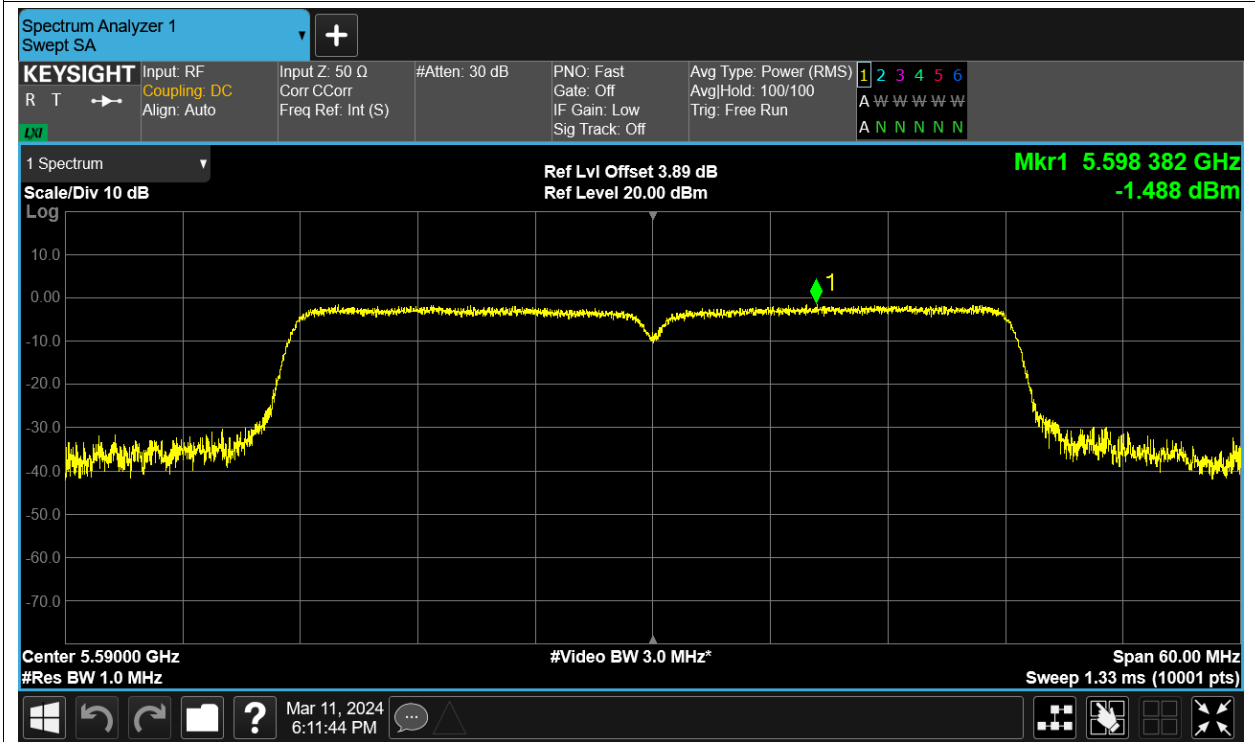 Spectrum Analyzer 1
Swept SA
+
KEYSIGHT
R T
LXI
Input: RF
Coupling: DC
Align: Auto
Input Z: 50 Ω
Corr CCorr
Freq Ref: Int (S)
#Atten: 30 dB
PNO: Fast
Gate: Off
IF Gain: Low
Sig Track: Off
Avg Type: Power (RMS)
Avg|Hold: 100/100
Trig: Free Run
1 2 3 4 5 6
A W W W W W
A N N N N N
1 Spectrum
Scale/Div 10 dB
Log
Ref Lvl Offset 3.89 dB
Ref Level 20.00 dBm
Mkr1 5.598 382 GHz
-1.488 dBm
10.0
0.00
-10.0
-20.0
-30.0
-40.0
-50.0
-60.0
-70.0
1
Center 5.59000 GHz
#Res BW 1.0 MHz
#Video BW 3.0 MHz*
Span 60.00 MHz
Sweep 1.33 ms (10001 pts)
?
Mar 11, 2024
6:11:44 PM